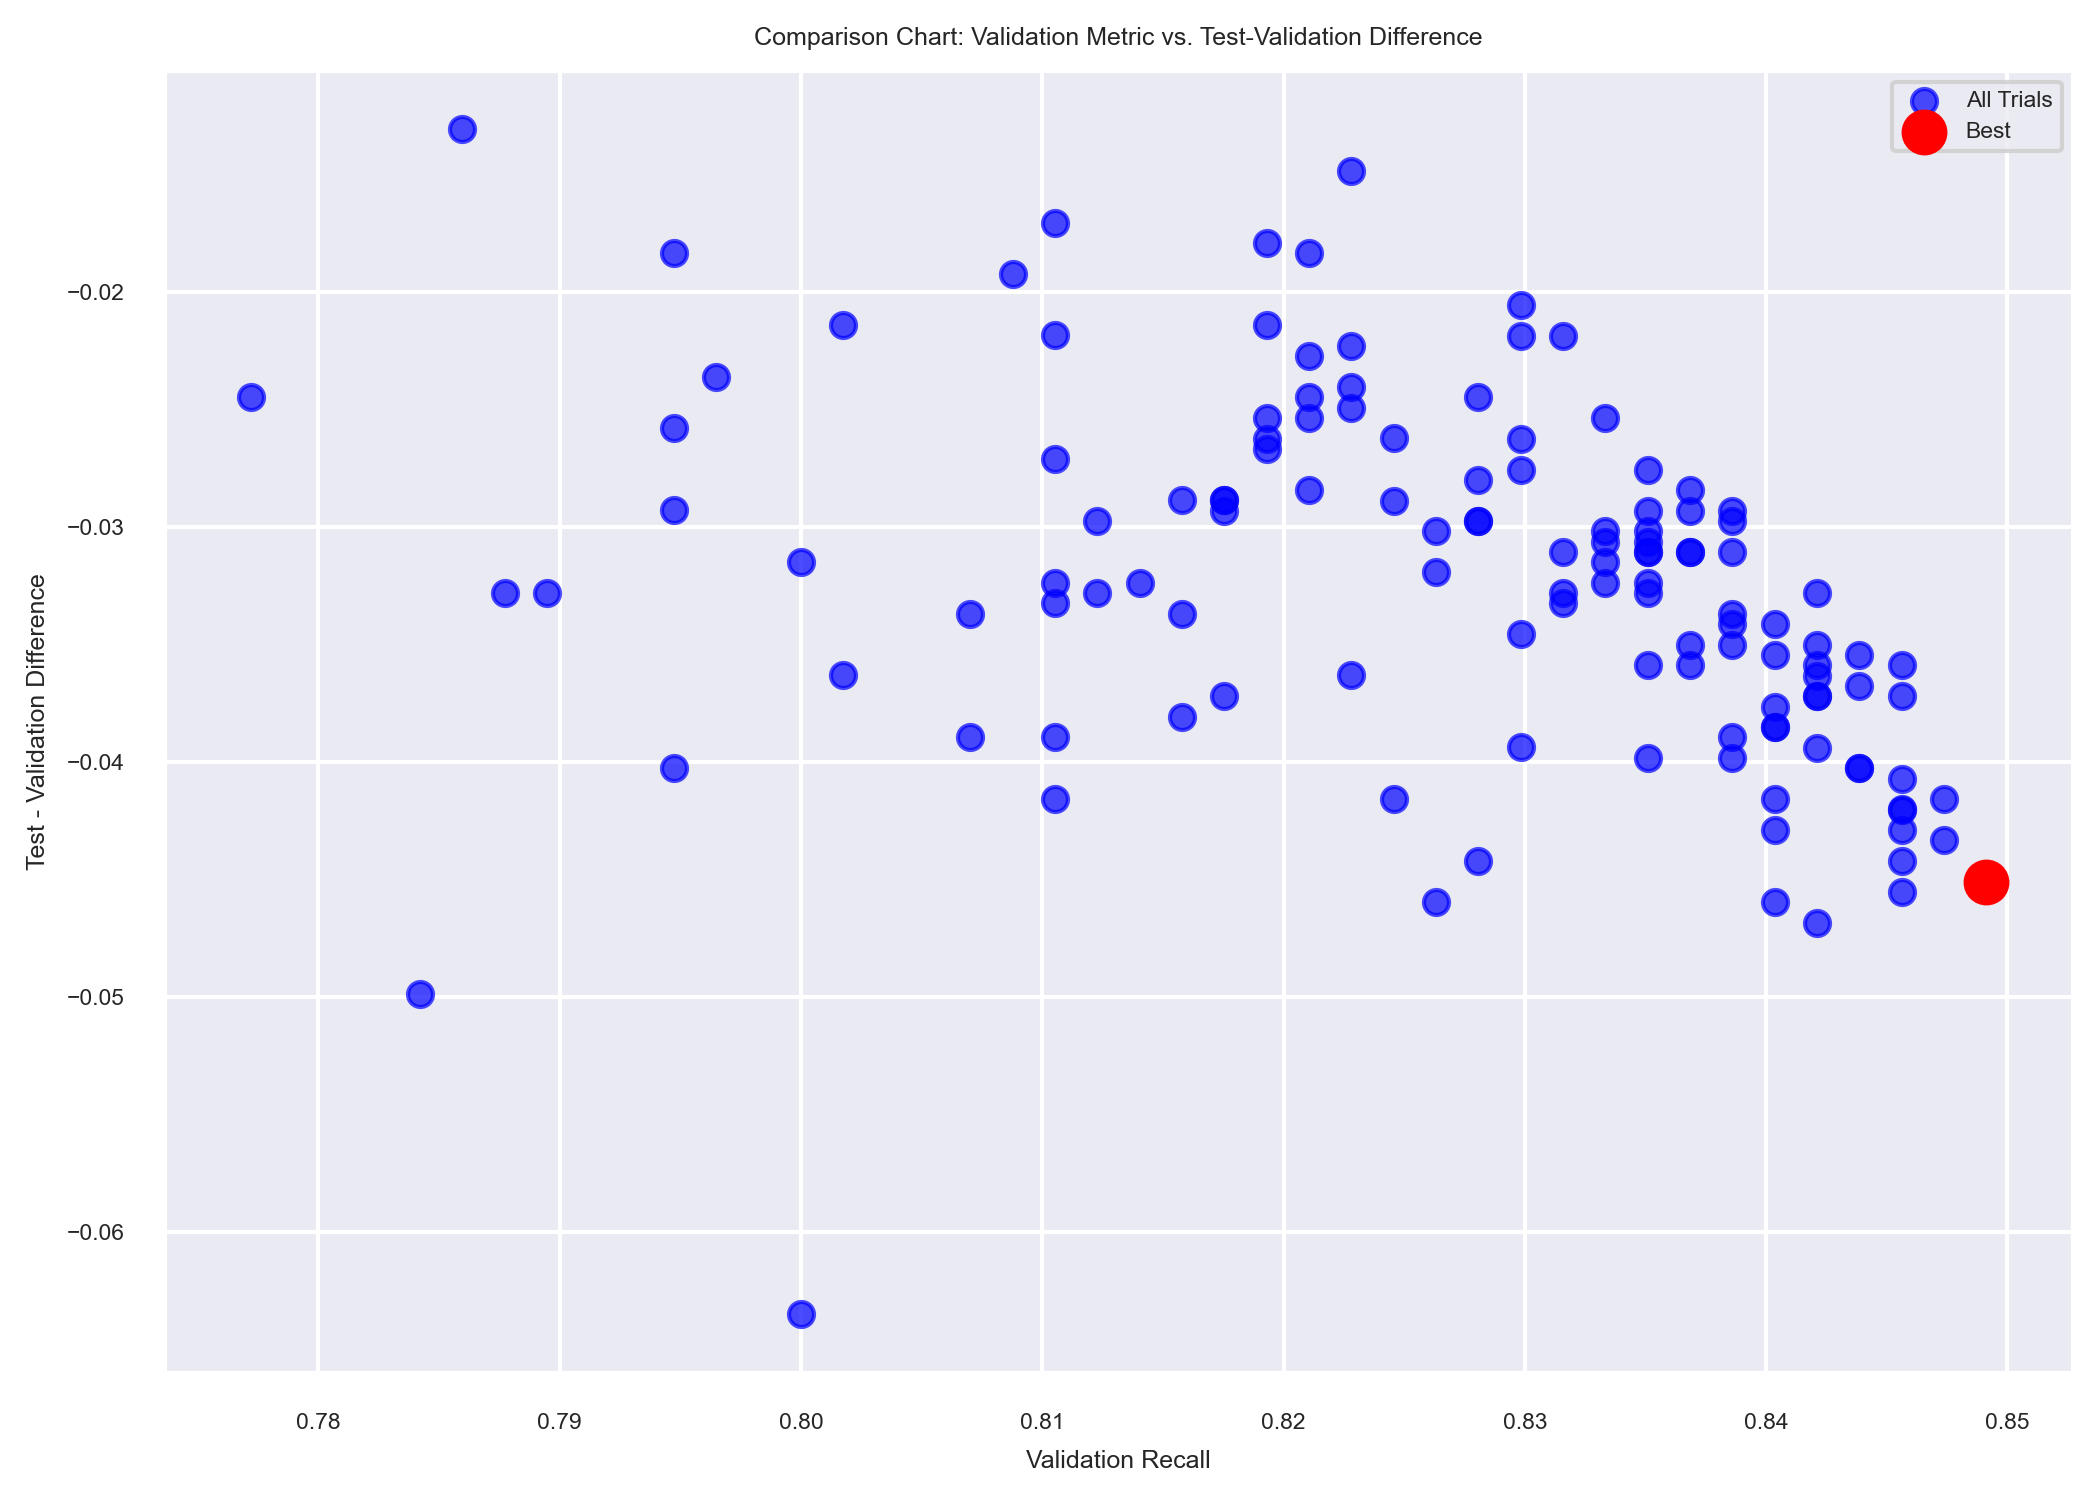 Comparison Chart: Validation Metric vs. Test-Validation Difference
All Trials
Best
−0.02
−0.03
−0.04
−0.05
−0.06
Test - Validation Difference
0.78
0.79
0.80
0.81
0.82
0.83
0.84
0.85
Validation Recall